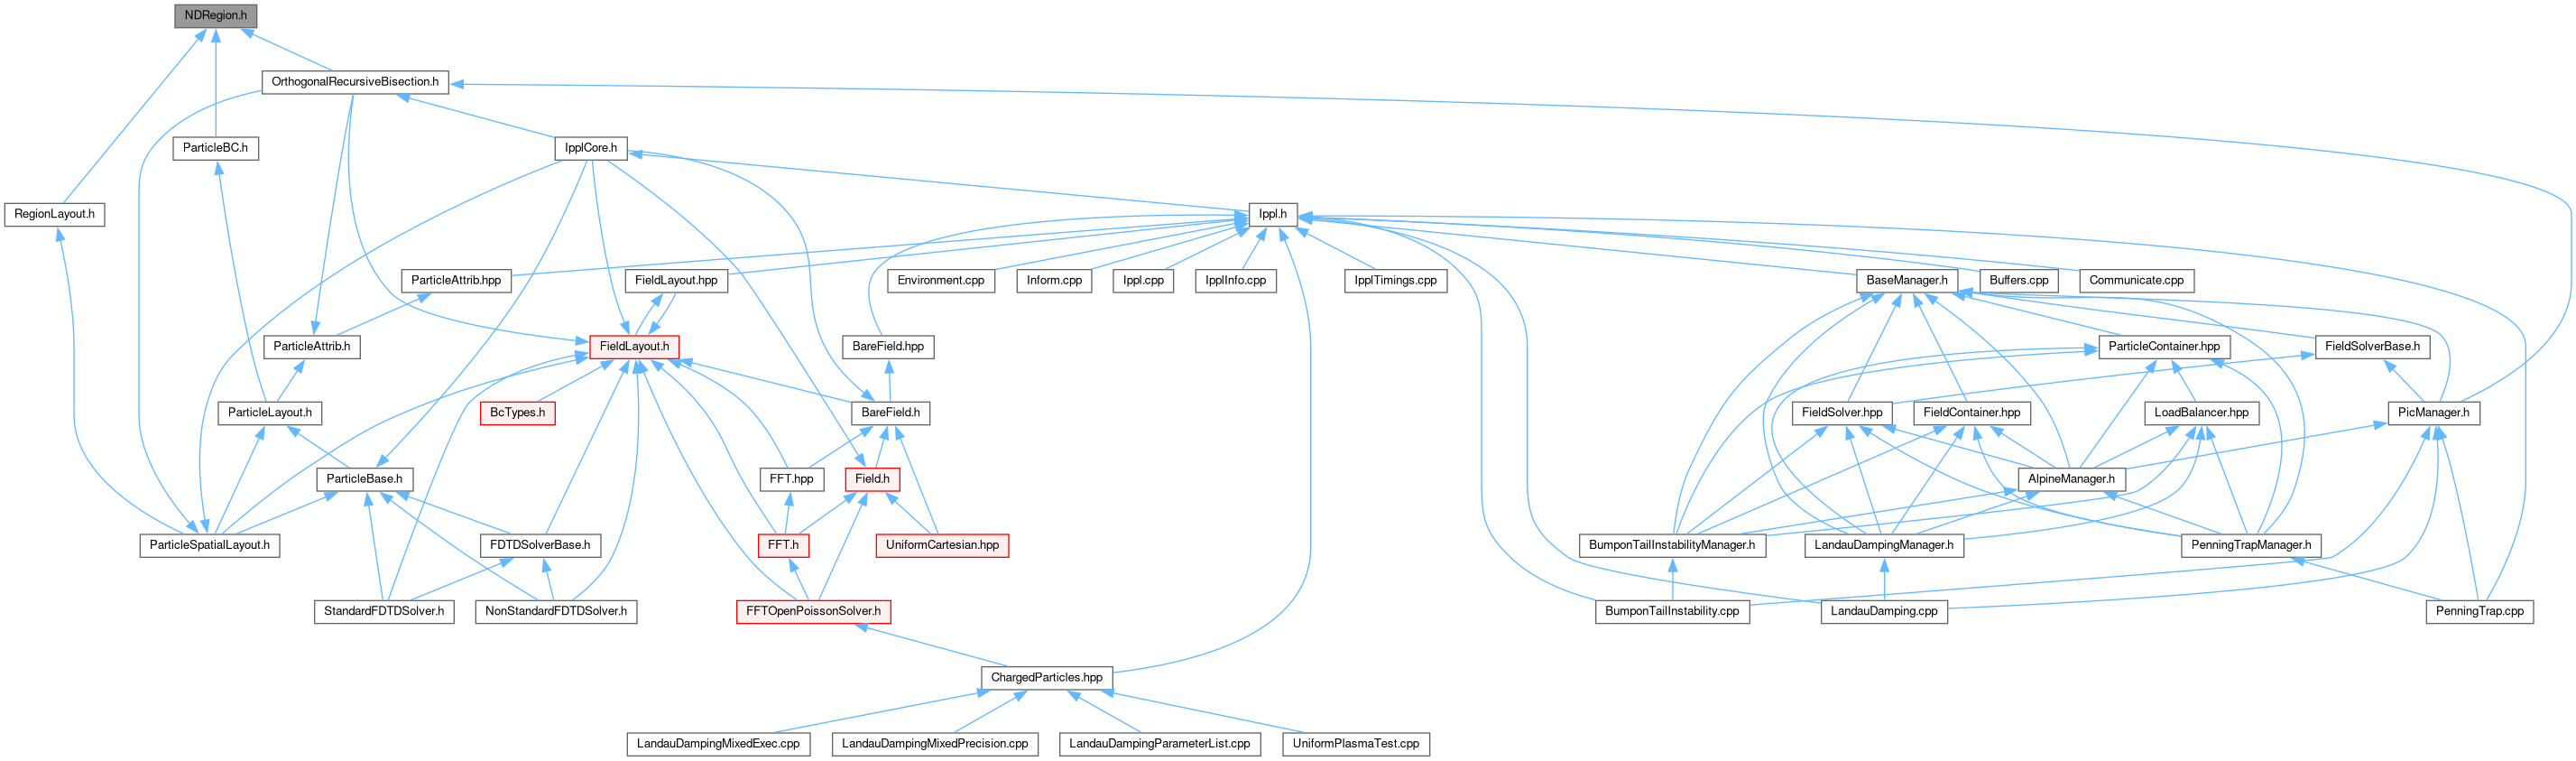 NDRegion.h
OrthogonalRecursiveBisection.h
ParticleBC.h
IpplCore.h
RegionLayout.h
Ippl.h
ParticleAttrib.hpp
FieldLayout.hpp
Environment.cpp
Inform.cpp
Ippl.cpp
IpplInfo.cpp
IpplTimings.cpp
BaseManager.h
Buffers.cpp
Communicate.cpp
ParticleAttrib.h
FieldLayout.h
BareField.hpp
ParticleContainer.hpp
FieldSolverBase.h
ParticleLayout.h
BcTypes.h
BareField.h
FieldSolver.hpp
FieldContainer.hpp
LoadBalancer.hpp
PicManager.h
ParticleBase.h
FFT.hpp
Field.h
AlpineManager.h
ParticleSpatialLayout.h
FDTDSolverBase.h
FFT.h
UniformCartesian.hpp
BumponTailInstabilityManager.h
LandauDampingManager.h
PenningTrapManager.h
StandardFDTDSolver.h
NonStandardFDTDSolver.h
FFTOpenPoissonSolver.h
BumponTailInstability.cpp
LandauDamping.cpp
PenningTrap.cpp
ChargedParticles.hpp
LandauDampingMixedExec.cpp
LandauDampingMixedPrecision.cpp
LandauDampingParameterList.cpp
UniformPlasmaTest.cpp